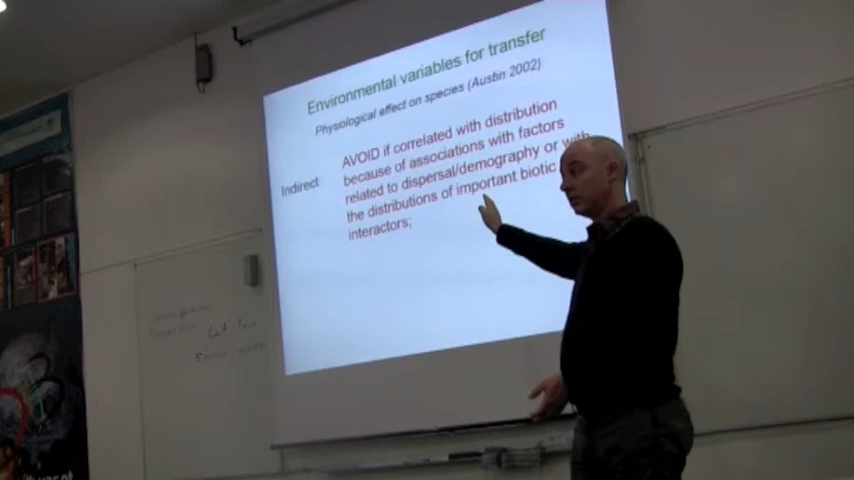 Environmental variables for transfer
Physiological effect on species (Austin 2002)
Indirect
AVOID if correlated with distribution
because of associations with factors
related to dispersal/demography or with
the distributions of important biotic
interactors;